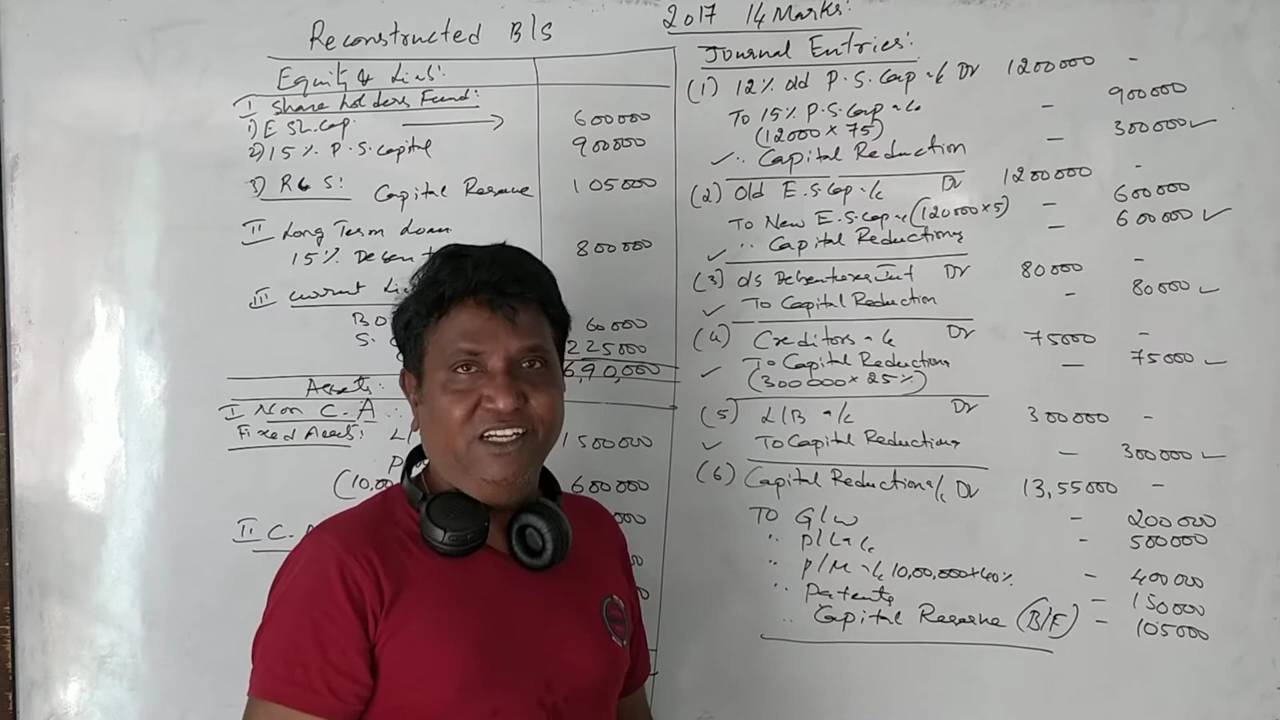 Reconstructed B/S
Equity & Liab:
I Share holders Fund:
1) E Sh. Cap. 600000
2) 15% P.S. capital 900000
3) R & S: Capital Reserve 105000
II Long Term Loan
15% Deben 800000
III Current Li
B O 60000
S. 225000
6,90,000
Assets:
I Non C.A
Fixed Assets: L 1500000
P
(10,00 600000
II C.
2017 14 Marks:
Journal Entries:
(1) 12% old P.S. Cap a/c Dr 1200000 -
To 15% P.S. Cap a/c - 900000
(12000 x 75)
✓ " Capital Reduction - 300000 ✓
(2) Old E.S Cap a/c Dr 1200000 -
To New E.S. Cap a/c (120000 x 5) - 600000
✓ " Capital Reduction - 600000 ✓
(3) O/S Debentures Int Dr 80000 -
✓ To Capital Reduction - 80000 ✓
(4) Creditors a/c Dr 75000 -
✓ To Capital Reduction - 75000 ✓
(300000 x 25%)
(5) L/B a/c Dr 300000 -
✓ To Capital Reduction - 300000 ✓
(6) Capital Reduction a/c Dr 13,55000 -
To G/w - 200000
" P/L a/c - 500000
" P/M a/c 10,00,000 x 40% - 400000
" Patents - 150000
" Capital Reserve (B/F) - 105000